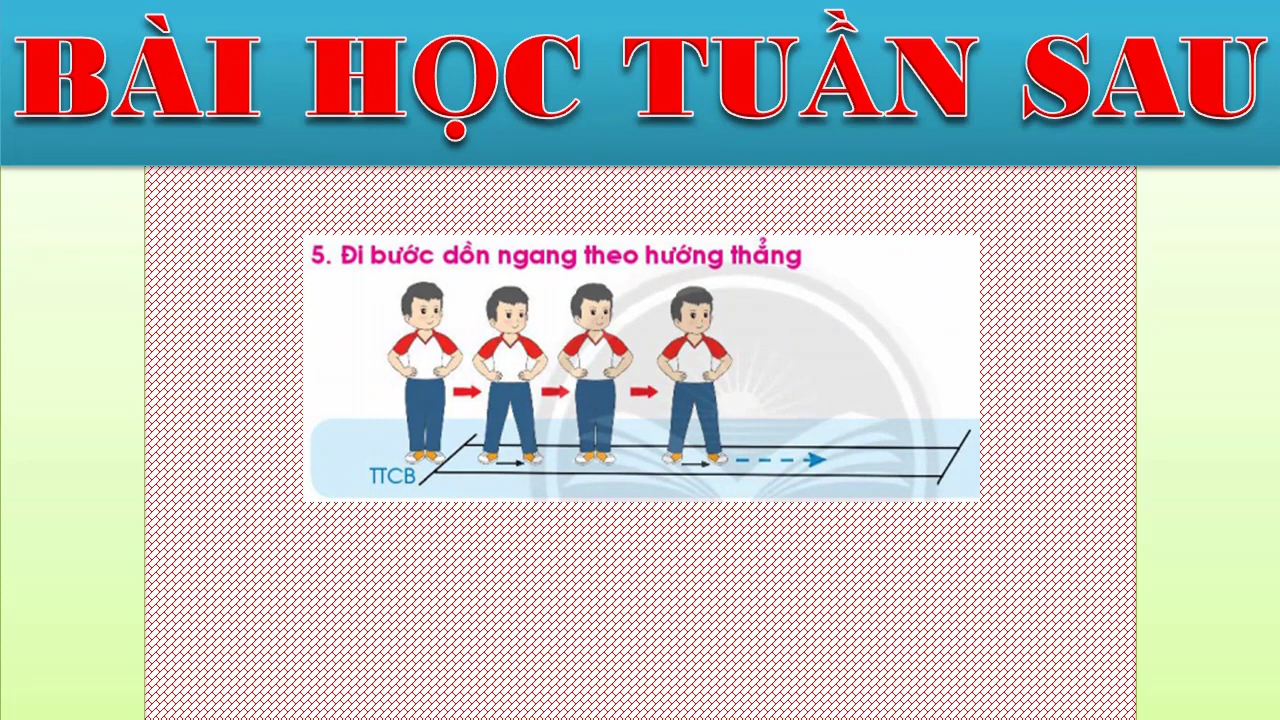 BÀI HỌC TUẦN SAU
5. Đi bước dồn ngang theo hướng thẳng
TTCB